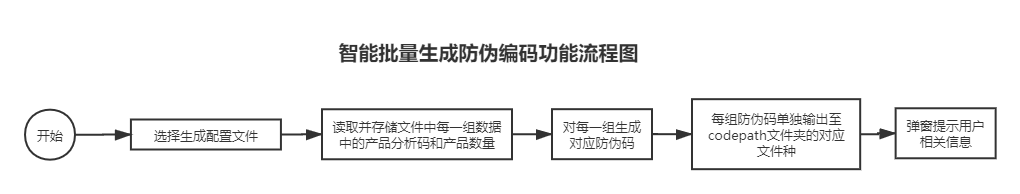 智能批量生成防伪编码功能流程图
开始
选择生成配置文件
读取并存储文件中每一组数据
中的产品分析码和产品数量
对每一组生成
对应防伪码
每组防伪码单独输出至
codepath文件夹的对应
文件种
弹窗提示用户
相关信息